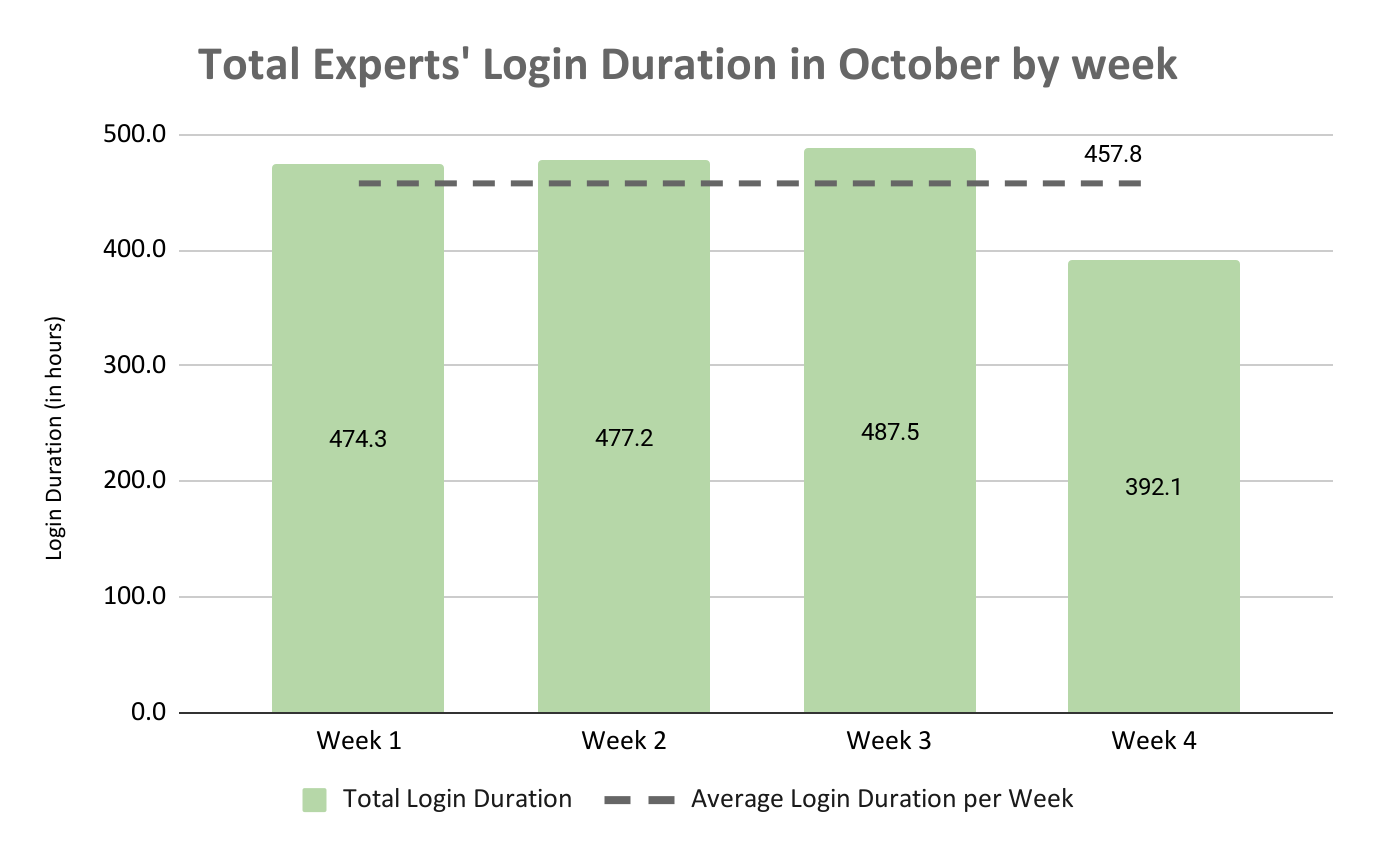 Total Experts' Login Duration in October by week
500.0
457.8
400.0
300.0
200.0
100.0
0.0
Login Duration (in hours)
474.3
477.2
487.5
392.1
Week 1
Week 2
Week 3
Week 4
Total Login Duration
Average Login Duration per Week